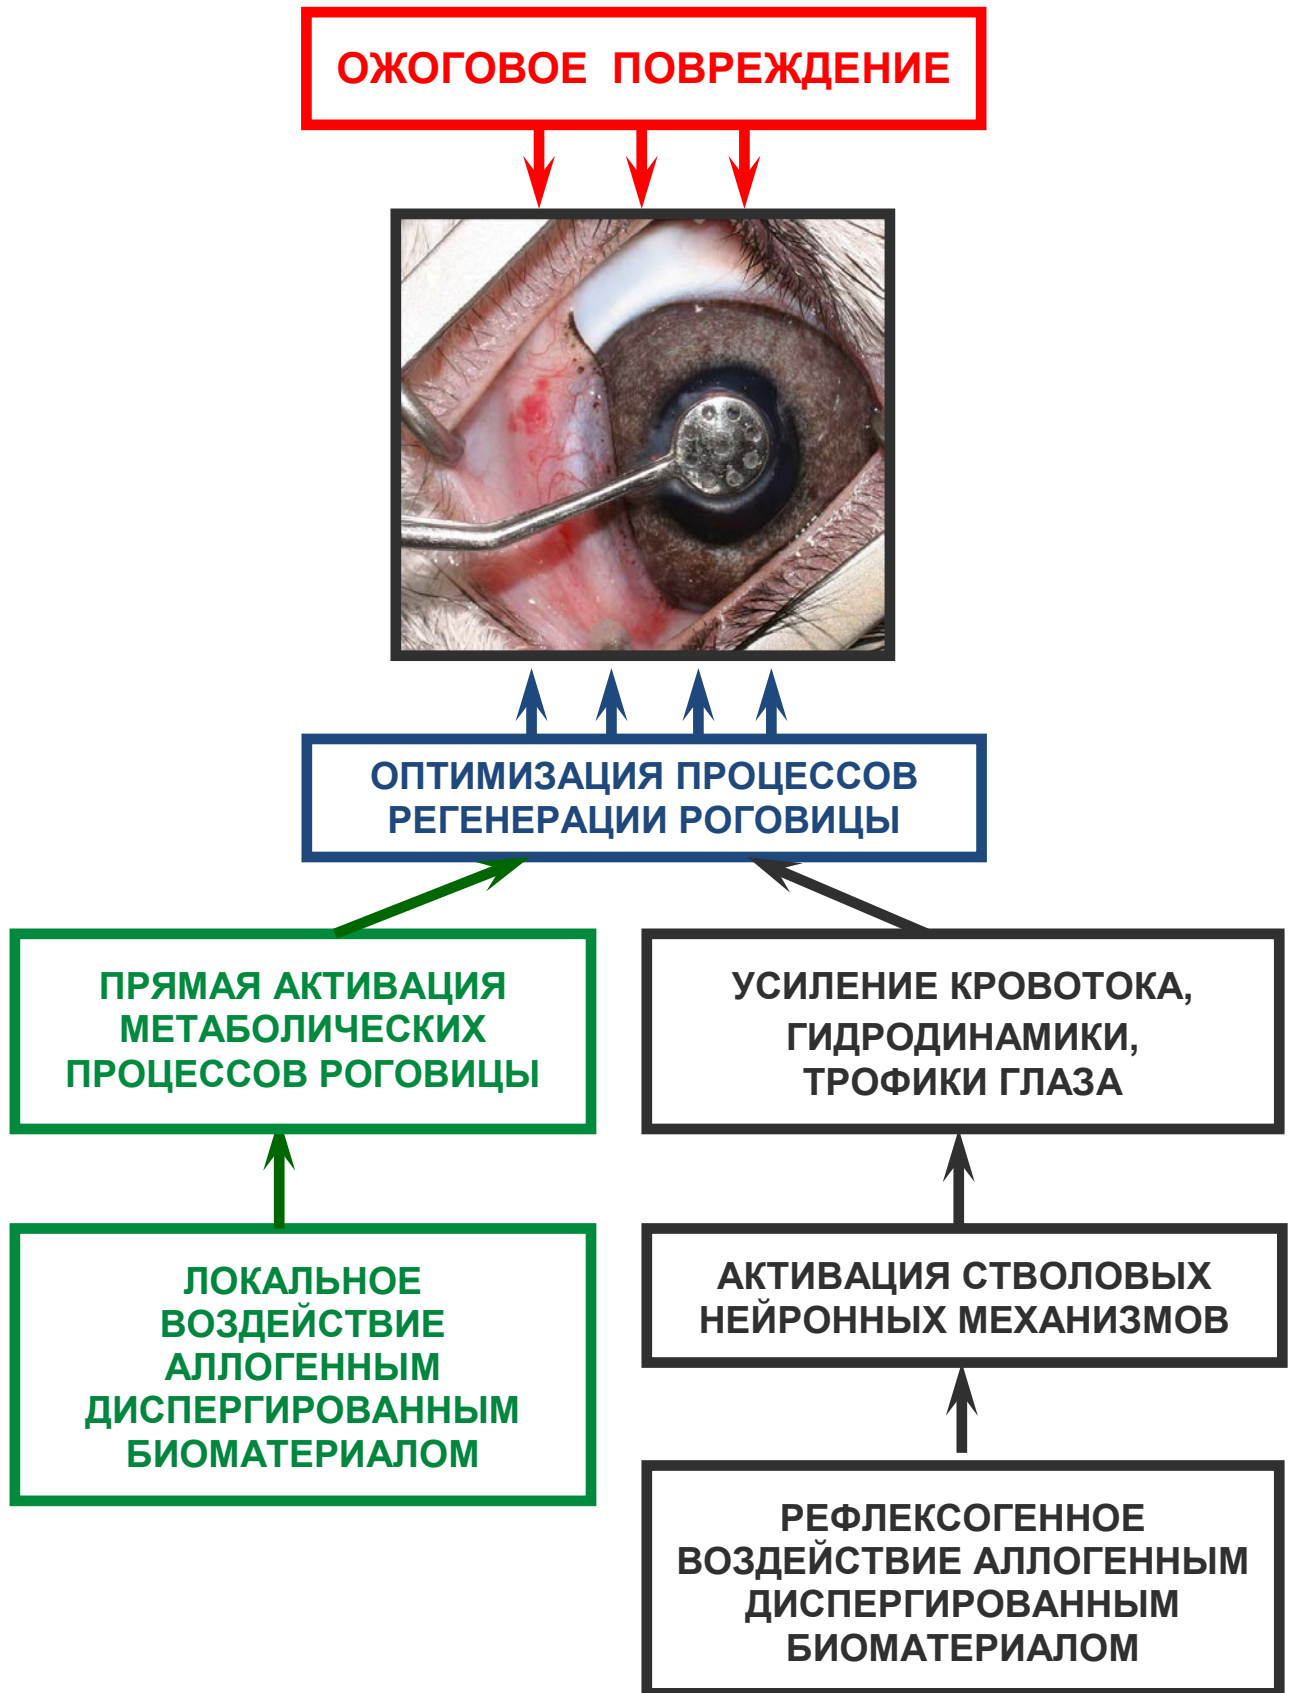 ОЖОГОВОЕ ПОВРЕЖДЕНИЕ
ОПТИМИЗАЦИЯ ПРОЦЕССОВ
РЕГЕНЕРАЦИИ РОГОВИЦЫ
ПРЯМАЯ АКТИВАЦИЯ
МЕТАБОЛИЧЕСКИХ
ПРОЦЕССОВ РОГОВИЦЫ
УСИЛЕНИЕ КРОВОТОКА,
ГИДРОДИНАМИКИ,
ТРОФИКИ ГЛАЗА
ЛОКАЛЬНОЕ
ВОЗДЕЙСТВИЕ
АЛЛОГЕННЫМ
ДИСПЕРГИРОВАННЫМ
БИОМАТЕРИАЛОМ
АКТИВАЦИЯ СТВОЛОВЫХ
НЕЙРОННЫХ МЕХАНИЗМОВ
РЕФЛЕКСОГЕННОЕ
ВОЗДЕЙСТВИЕ АЛЛОГЕННЫМ
ДИСПЕРГИРОВАННЫМ
БИОМАТЕРИАЛОМ